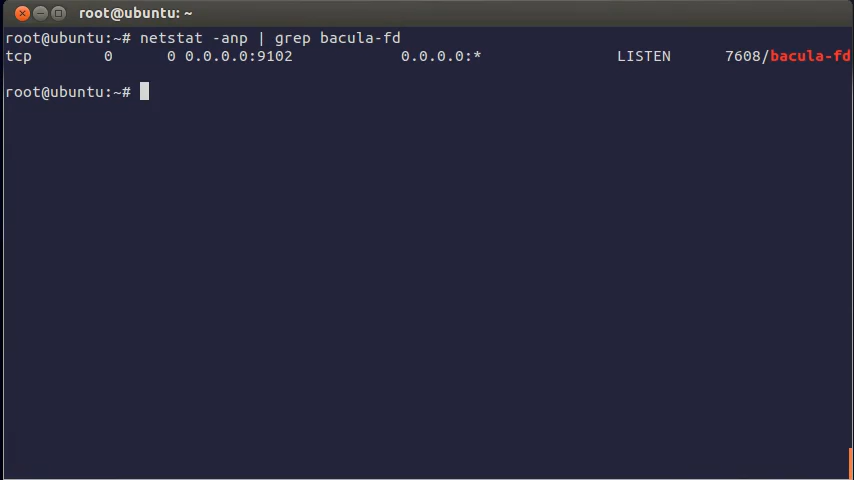 root@ubuntu: ~
root@ubuntu:~# netstat -anp | grep bacula-fd
tcp        0      0 0.0.0.0:9102            0.0.0.0:*               LISTEN      7608/bacula-fd
root@ubuntu:~#